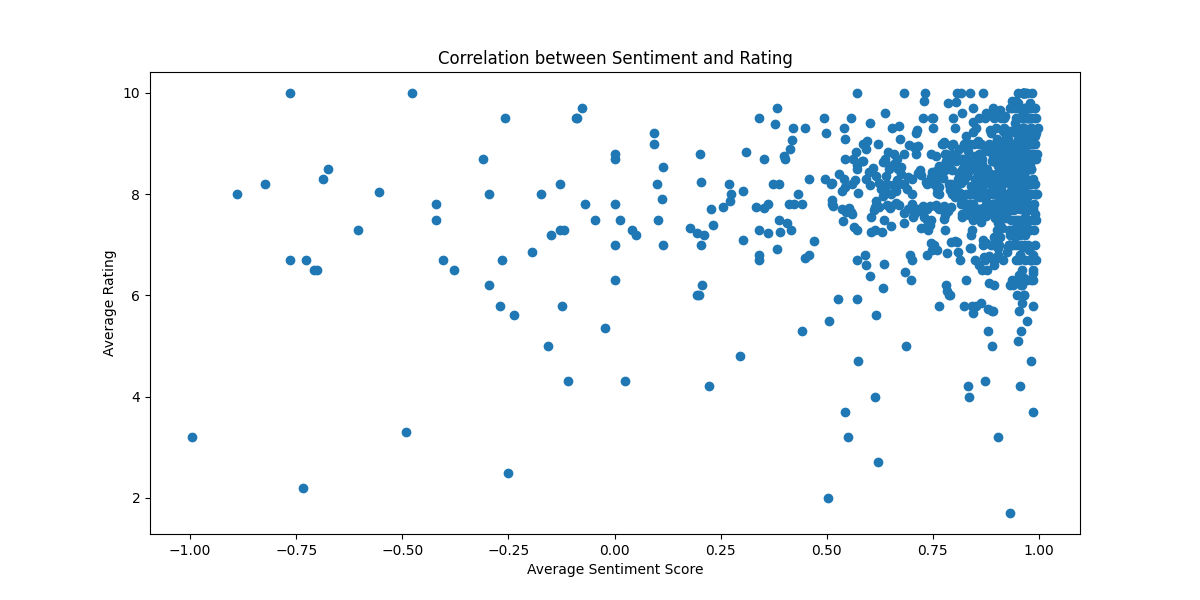 Correlation between Sentiment and Rating
10
8
6
4
2
Average Rating
−1.00 −0.75 −0.50 −0.25 0.00 0.25 0.50 0.75 1.00
Average Sentiment Score